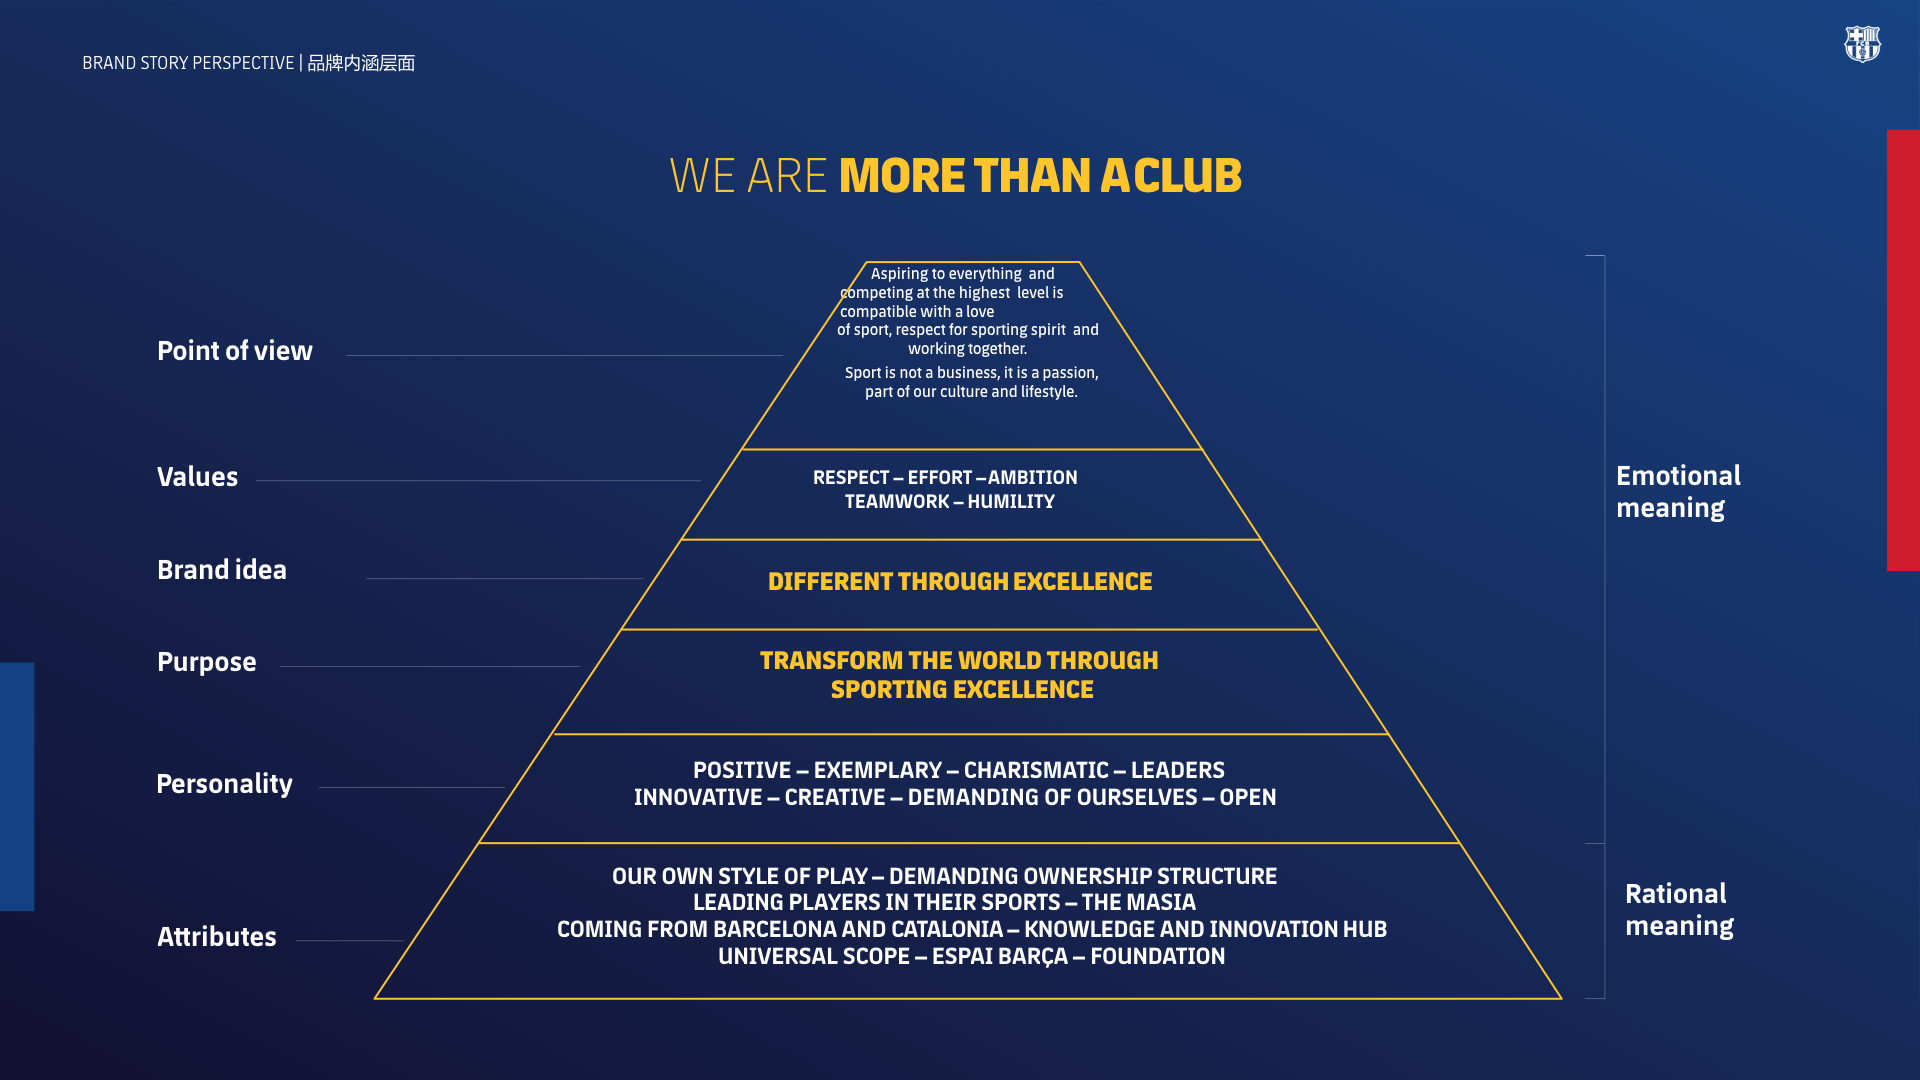 BRAND STORY PERSPECTIVE | 品牌内涵层面
WE ARE MORE THAN A CLUB
Aspiring to everything and
competing at the highest level is
compatible with a love
of sport, respect for sporting spirit and
working together.
Sport is not a business, it is a passion,
part of our culture and lifestyle.
Point of view
Values
RESPECT – EFFORT – AMBITION
TEAMWORK – HUMILITY
Emotional
meaning
Brand idea
DIFFERENT THROUGH EXCELLENCE
Purpose
TRANSFORM THE WORLD THROUGH
SPORTING EXCELLENCE
Personality
POSITIVE – EXEMPLARY – CHARISMATIC – LEADERS
INNOVATIVE – CREATIVE – DEMANDING OF OURSELVES – OPEN
Attributes
OUR OWN STYLE OF PLAY – DEMANDING OWNERSHIP STRUCTURE
LEADING PLAYERS IN THEIR SPORTS – THE MASIA
COMING FROM BARCELONA AND CATALONIA – KNOWLEDGE AND INNOVATION HUB
UNIVERSAL SCOPE – ESPAI BARÇA – FOUNDATION
Rational
meaning